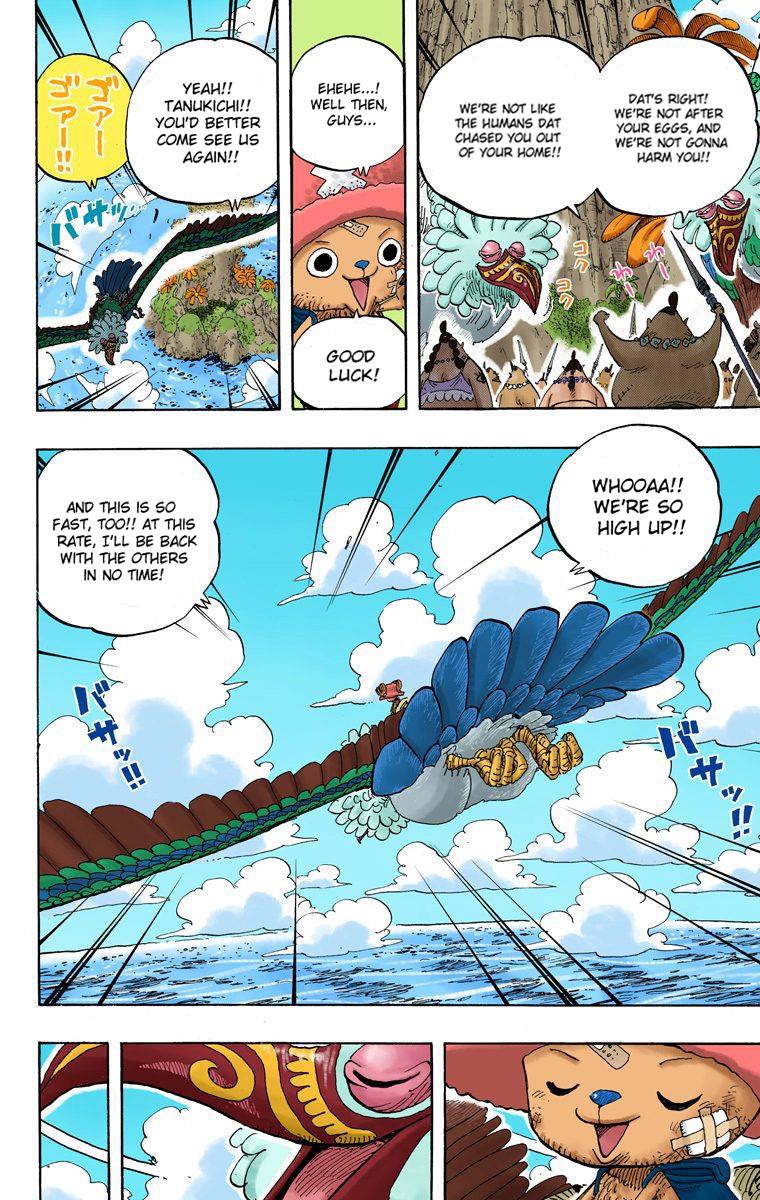 DAT'S RIGHT!
WE'RE NOT AFTER
YOUR EGGS, AND
WE'RE NOT GONNA
HARM YOU!!
WE'RE NOT LIKE
THE HUMANS DAT
CHASED YOU OUT
OF YOUR HOME!!
わー
わー
コク
コク
EHEHE...!
WELL THEN,
GUYS...
GOOD
LUCK!
YEAH!!
TANUKICHI!!
YOU'D BETTER
COME SEE US
AGAIN!!
ゴァー
ゴァー!!
バサッ
WHOOAA!!
WE'RE SO
HIGH UP!!
AND THIS IS SO
FAST, TOO!! AT THIS
RATE, I'LL BE BACK
WITH THE OTHERS
IN NO TIME!
バサッ!!
バサッ!!